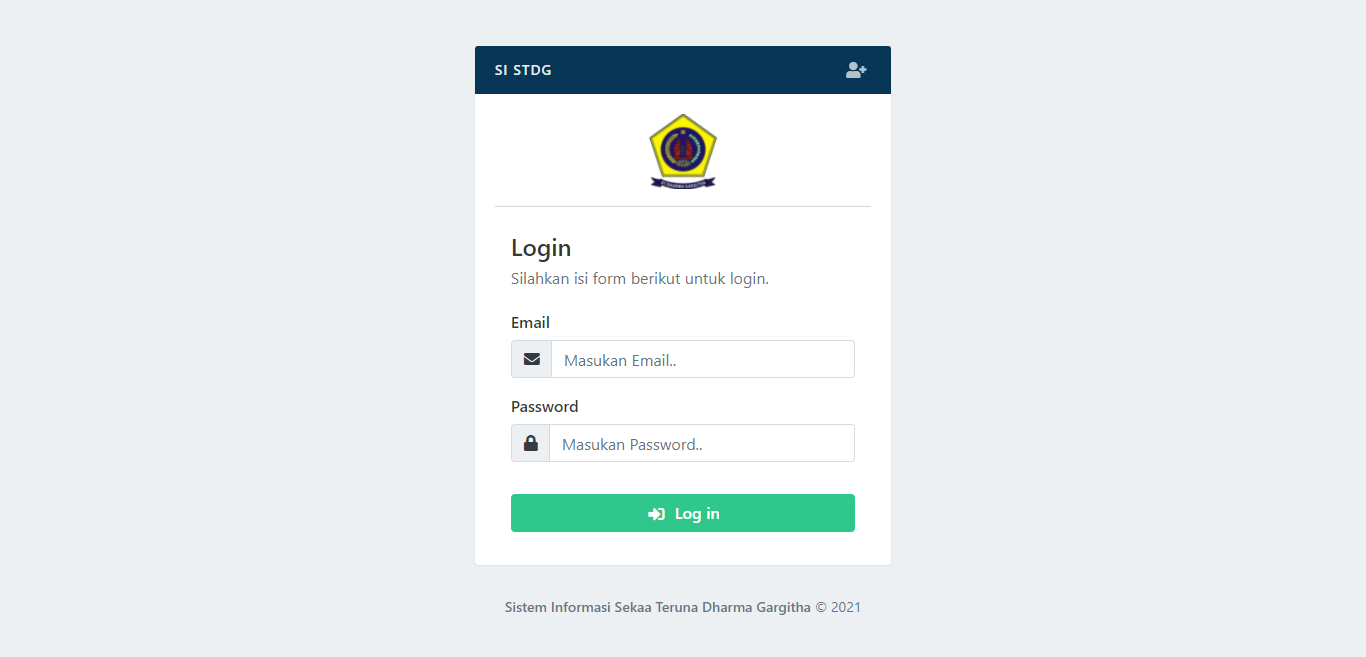 SI STDG
Login
Silahkan isi form berikut untuk login.
Email
Masukan Email..
Password
Masukan Password..
Log in
Sistem Informasi Sekaa Teruna Dharma Gargitha © 2021